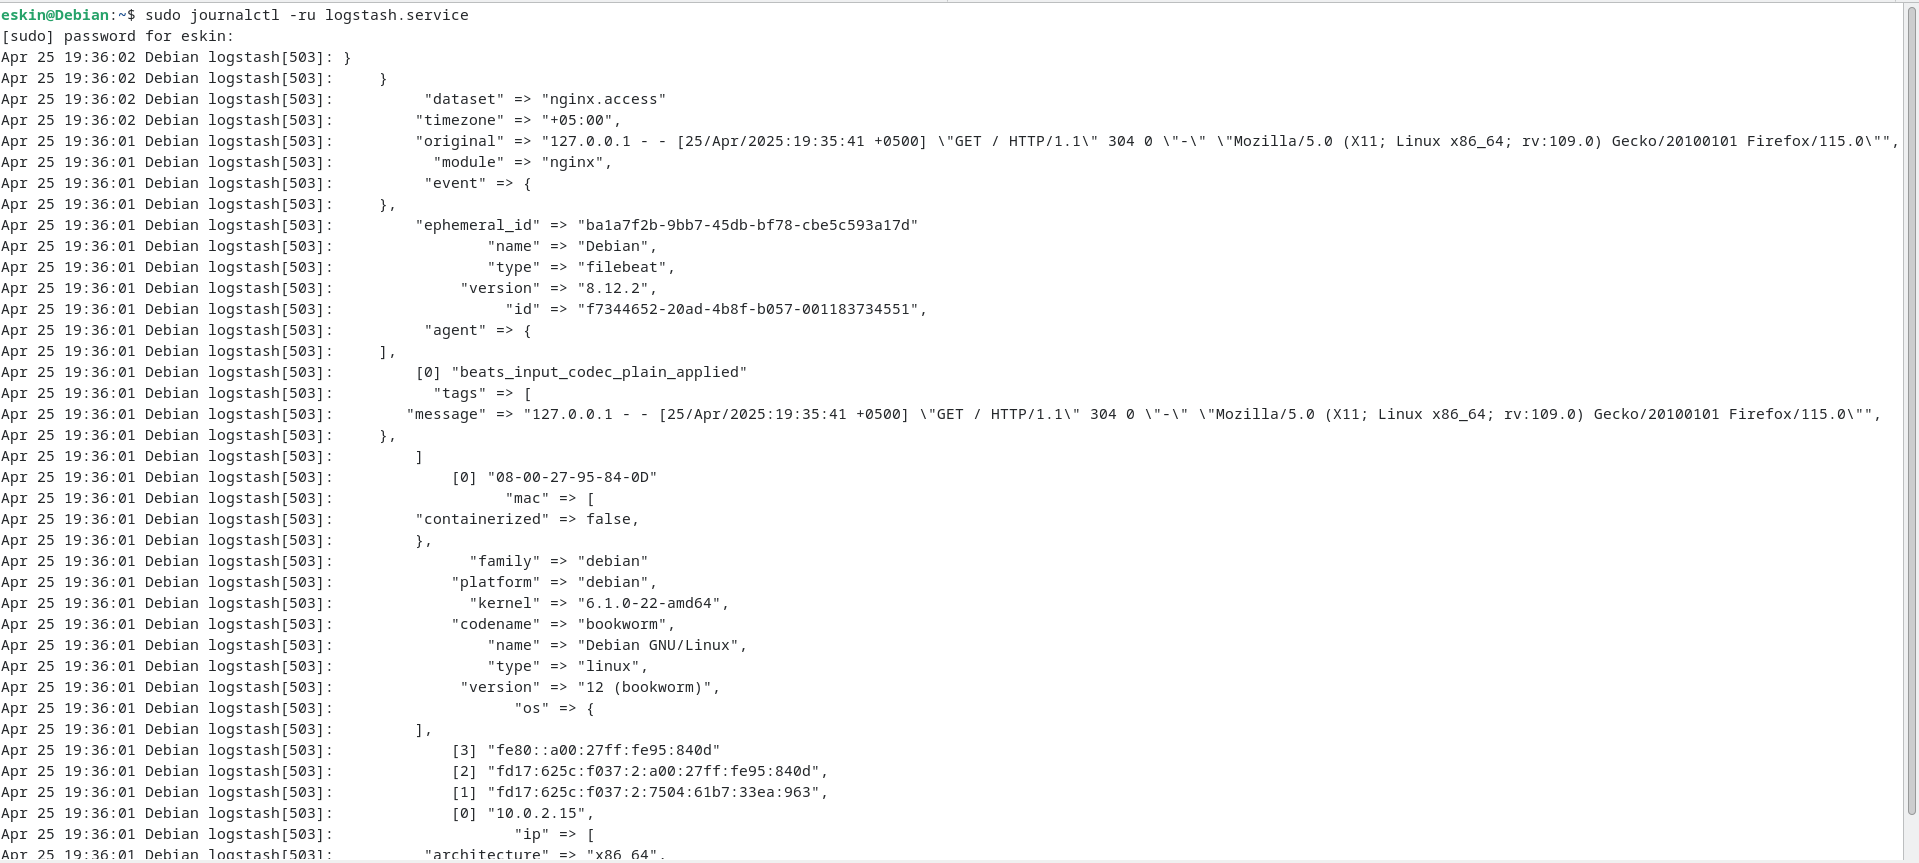 eskin@Debian:~$ sudo journalctl -ru logstash.service
[sudo] password for eskin:
Apr 25 19:36:02 Debian logstash[503]: }
Apr 25 19:36:02 Debian logstash[503]:     }
Apr 25 19:36:02 Debian logstash[503]:          "dataset" => "nginx.access"
Apr 25 19:36:02 Debian logstash[503]:         "timezone" => "+05:00",
Apr 25 19:36:02 Debian logstash[503]:         "original" => "127.0.0.1 - - [25/Apr/2025:19:35:41 +0500] \"GET / HTTP/1.1\" 304 0 \"-\" \"Mozilla/5.0 (X11; Linux x86_64; rv:109.0) Gecko/20100101 Firefox/115.0\"",
Apr 25 19:36:01 Debian logstash[503]:           "module" => "nginx",
Apr 25 19:36:01 Debian logstash[503]:          "event" => {
Apr 25 19:36:01 Debian logstash[503]:     },
Apr 25 19:36:01 Debian logstash[503]:         "ephemeral_id" => "ba1a7f2b-9bb7-45db-bf78-cbe5c593a17d"
Apr 25 19:36:01 Debian logstash[503]:                 "name" => "Debian",
Apr 25 19:36:01 Debian logstash[503]:                 "type" => "filebeat",
Apr 25 19:36:01 Debian logstash[503]:              "version" => "8.12.2",
Apr 25 19:36:01 Debian logstash[503]:                   "id" => "f7344652-20ad-4b8f-b057-001183734551",
Apr 25 19:36:01 Debian logstash[503]:          "agent" => {
Apr 25 19:36:01 Debian logstash[503]:     ],
Apr 25 19:36:01 Debian logstash[503]:         [0] "beats_input_codec_plain_applied"
Apr 25 19:36:01 Debian logstash[503]:           "tags" => [
Apr 25 19:36:01 Debian logstash[503]:        "message" => "127.0.0.1 - - [25/Apr/2025:19:35:41 +0500] \"GET / HTTP/1.1\" 304 0 \"-\" \"Mozilla/5.0 (X11; Linux x86_64; rv:109.0) Gecko/20100101 Firefox/115.0\"",
Apr 25 19:36:01 Debian logstash[503]:     },
Apr 25 19:36:01 Debian logstash[503]:         ]
Apr 25 19:36:01 Debian logstash[503]:             [0] "08-00-27-95-84-0D"
Apr 25 19:36:01 Debian logstash[503]:                   "mac" => [
Apr 25 19:36:01 Debian logstash[503]:         "containerized" => false,
Apr 25 19:36:01 Debian logstash[503]:         },
Apr 25 19:36:01 Debian logstash[503]:               "family" => "debian"
Apr 25 19:36:01 Debian logstash[503]:             "platform" => "debian",
Apr 25 19:36:01 Debian logstash[503]:               "kernel" => "6.1.0-22-amd64",
Apr 25 19:36:01 Debian logstash[503]:             "codename" => "bookworm",
Apr 25 19:36:01 Debian logstash[503]:                 "name" => "Debian GNU/Linux",
Apr 25 19:36:01 Debian logstash[503]:                 "type" => "linux",
Apr 25 19:36:01 Debian logstash[503]:              "version" => "12 (bookworm)",
Apr 25 19:36:01 Debian logstash[503]:                    "os" => {
Apr 25 19:36:01 Debian logstash[503]:         ],
Apr 25 19:36:01 Debian logstash[503]:             [3] "fe80::a00:27ff:fe95:840d"
Apr 25 19:36:01 Debian logstash[503]:             [2] "fd17:625c:f037:2:a00:27ff:fe95:840d",
Apr 25 19:36:01 Debian logstash[503]:             [1] "fd17:625c:f037:2:7504:61b7:33ea:963",
Apr 25 19:36:01 Debian logstash[503]:             [0] "10.0.2.15",
Apr 25 19:36:01 Debian logstash[503]:                    "ip" => [
Apr 25 19:36:01 Debian logstash[503]:          "architecture" => "x86_64",